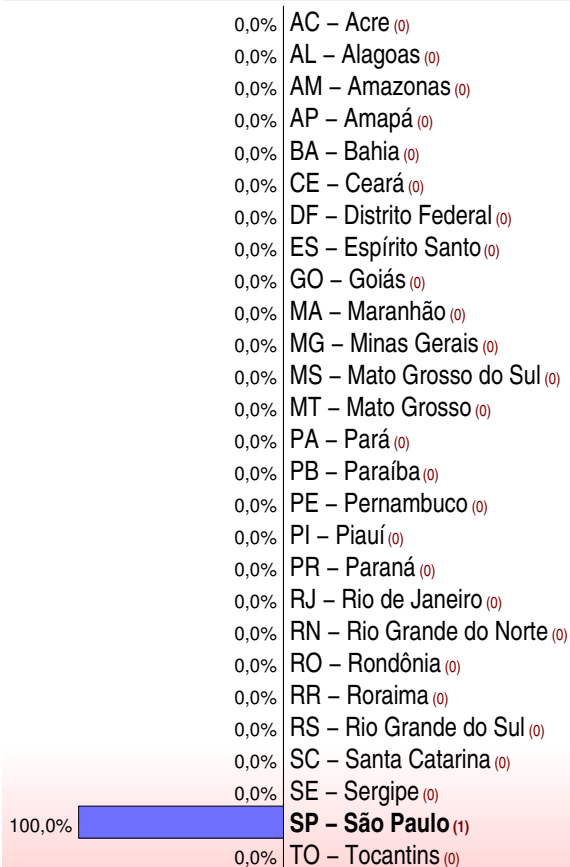 0,0% AC – Acre (0)
0,0% AL – Alagoas (0)
0,0% AM – Amazonas (0)
0,0% AP – Amapá (0)
0,0% BA – Bahia (0)
0,0% CE – Ceará (0)
0,0% DF – Distrito Federal (0)
0,0% ES – Espírito Santo (0)
0,0% GO – Goiás (0)
0,0% MA – Maranhão (0)
0,0% MG – Minas Gerais (0)
0,0% MS – Mato Grosso do Sul (0)
0,0% MT – Mato Grosso (0)
0,0% PA – Pará (0)
0,0% PB – Paraíba (0)
0,0% PE – Pernambuco (0)
0,0% PI – Piauí (0)
0,0% PR – Paraná (0)
0,0% RJ – Rio de Janeiro (0)
0,0% RN – Rio Grande do Norte (0)
0,0% RO – Rondônia (0)
0,0% RR – Roraima (0)
0,0% RS – Rio Grande do Sul (0)
0,0% SC – Santa Catarina (0)
0,0% SE – Sergipe (0)
100,0% SP – São Paulo (1)
0,0% TO – Tocantins (0)